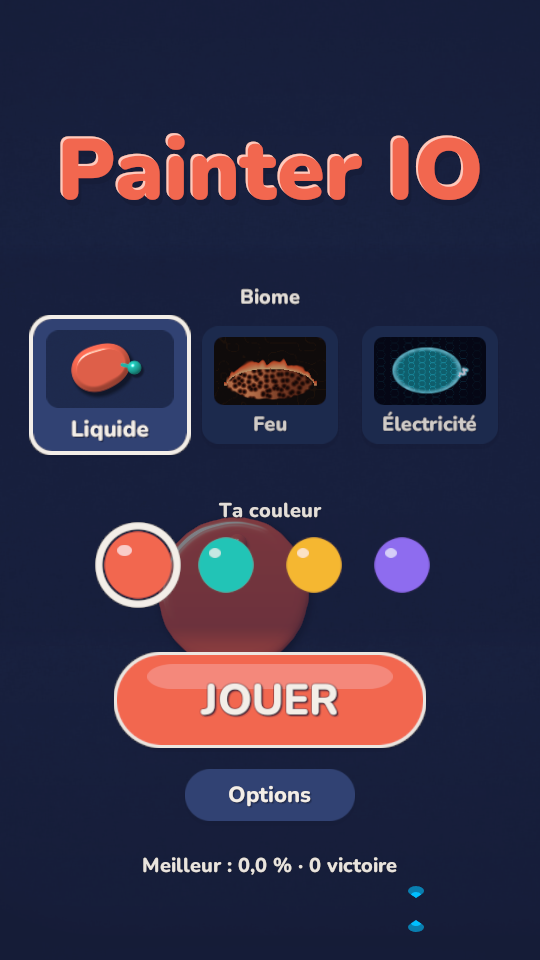 Painter IO
Biome
Liquide
Feu
Électricité
Ta couleur
JOUER
Options
Meilleur : 0,0 % · 0 victoire